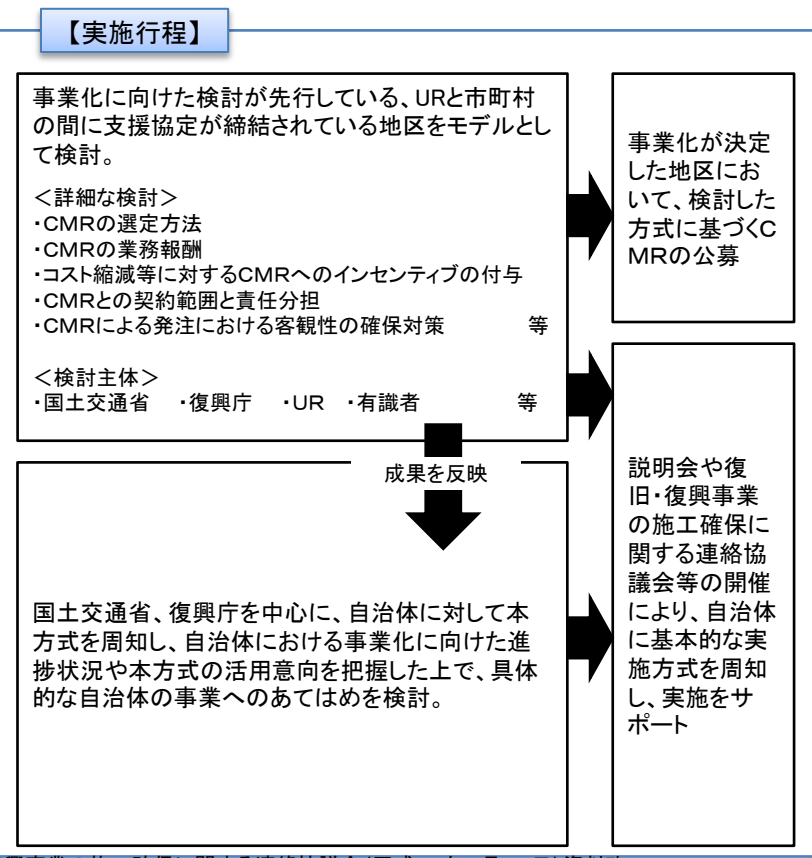 【実施行程】
事業化に向けた検討が先行している、URと市町村
の間に支援協定が締結されている地区をモデルとし
て検討。
＜詳細な検討＞
・CMRの選定方法
・CMRの業務報酬
・コスト縮減等に対するCMRへのインセンティブの付与
・CMRとの契約範囲と責任分担
・CMRによる発注における客観性の確保対策　　　　　等
＜検討主体＞
・国土交通省　・復興庁　・UR　・有識者　　　　　等
事業化が決定
した地区にお
いて、検討した
方式に基づくC
MRの公募
成果を反映
国土交通省、復興庁を中心に、自治体に対して本
方式を周知し、自治体における事業化に向けた進
捗状況や本方式の活用意向を把握した上で、具体
的な自治体の事業へのあてはめを検討。
説明会や復
旧・復興事業
の施工確保に
関する連絡協
議会等の開催
により、自治体
に基本的な実
施方式を周知
し、実施をサ
ポート